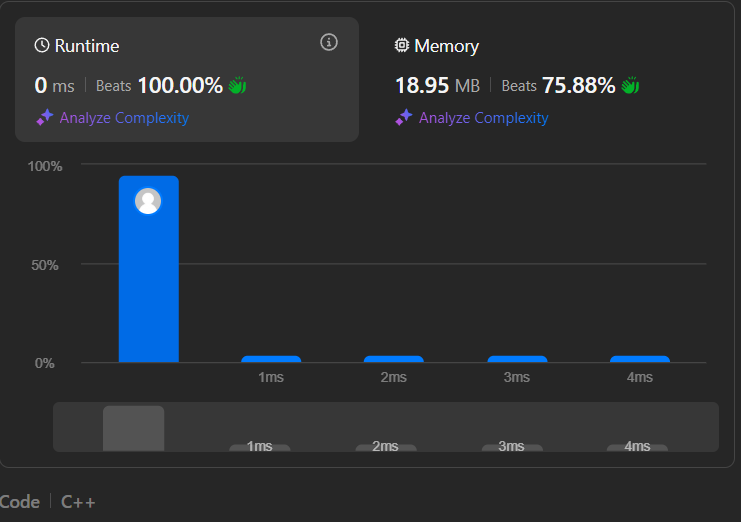 Runtime
0 ms | Beats 100.00%
Analyze Complexity
Memory
18.95 MB | Beats 75.88%
Analyze Complexity
100%
50%
0%
1ms 2ms 3ms 4ms
1ms 2ms 3ms 4ms
Code | C++